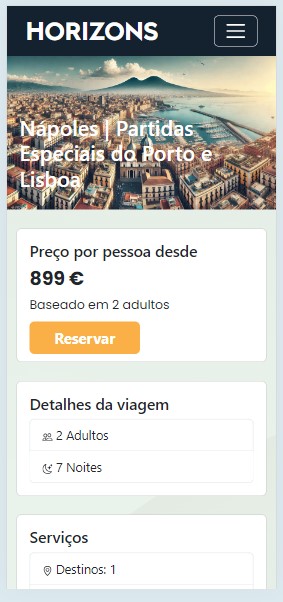 HORIZONS
Nápoles | Partidas
Especiais do Porto e
Lisboa
Preço por pessoa desde
899 €
Baseado em 2 adultos
Reservar
Detalhes da viagem
2 Adultos
7 Noites
Serviços
Destinos: 1